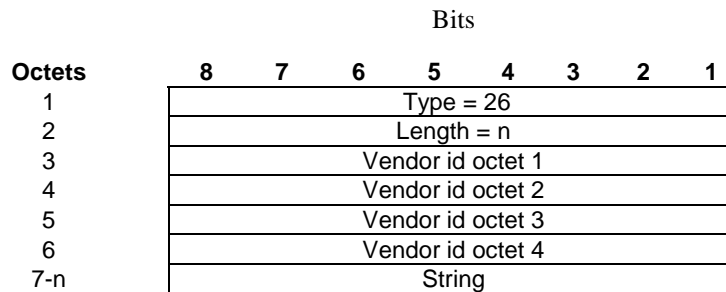 Bits
Octets 8 7 6 5 4 3 2 1
1 Type = 26
2 Length = n
3 Vendor id octet 1
4 Vendor id octet 2
5 Vendor id octet 3
6 Vendor id octet 4
7-n String